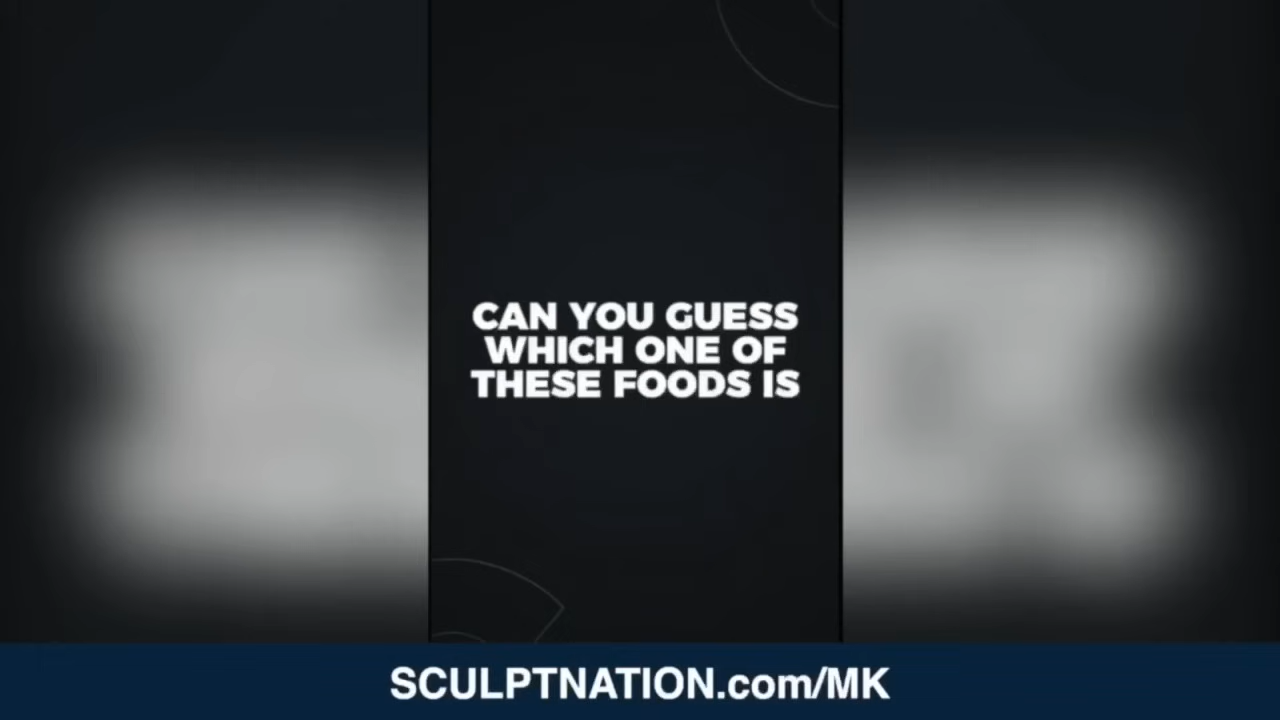 CAN YOU GUESS
WHICH ONE OF
THESE FOODS IS
SCULPTNATION.com/MK